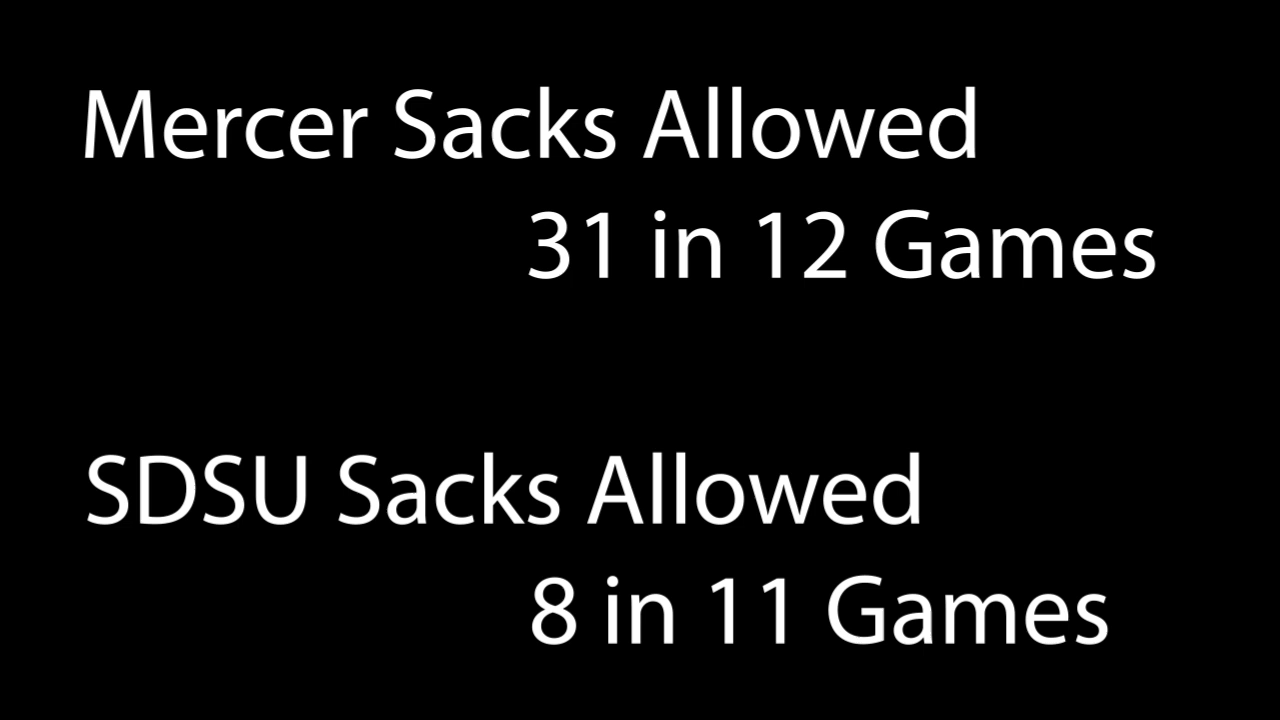 Mercer Sacks Allowed
31 in 12 Games
SDSU Sacks Allowed
8 in 11 Games